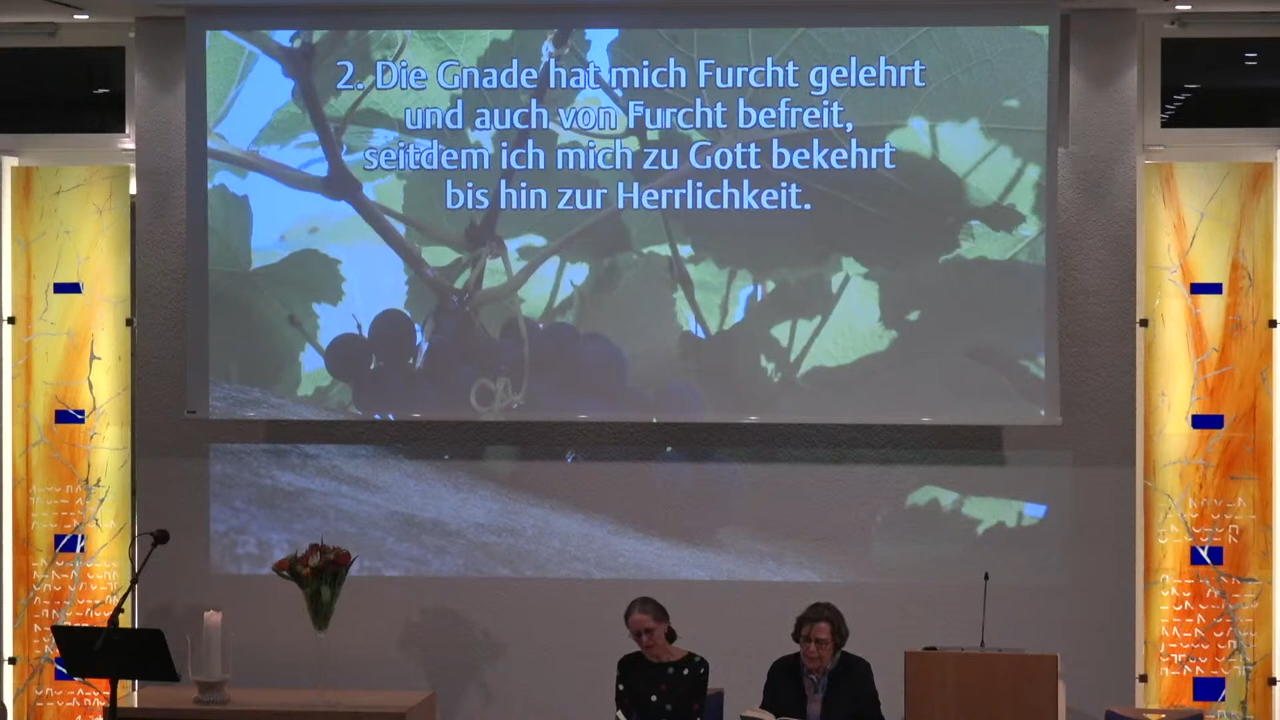 2. Die Gnade hat mich Furcht gelehrt
und auch von Furcht befreit,
seitdem ich mich zu Gott bekehrt
bis hin zur Herrlichkeit.